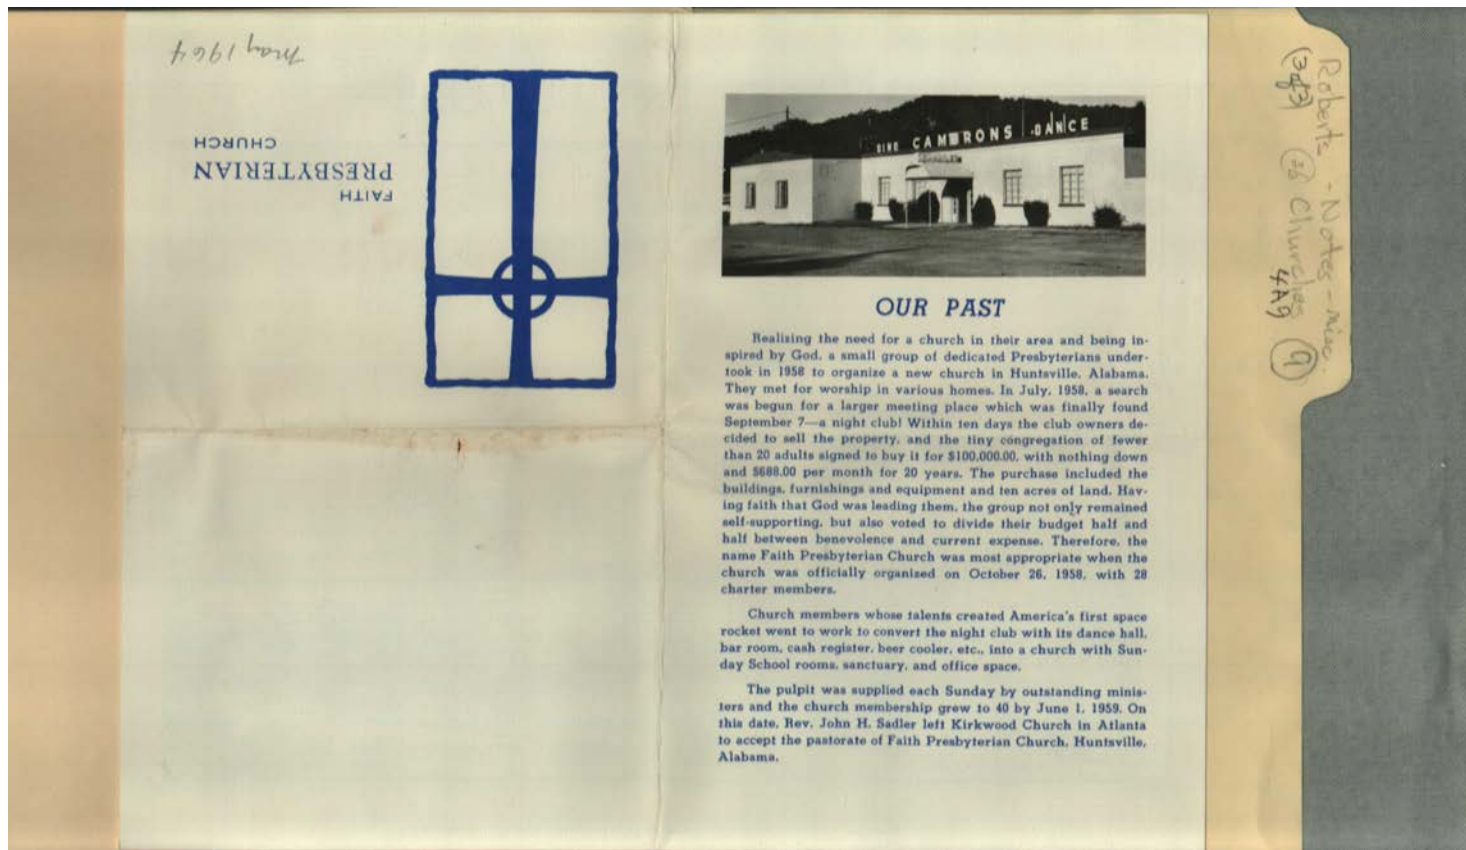 May 1964
FAITH
PRESBYTERIAN
CHURCH
DINE CAMBRONS DANCE
OUR PAST
Realizing the need for a church in their area and being in-
spired by God, a small group of dedicated Presbyterians under-
took in 1958 to organize a new church in Huntsville, Alabama.
They met for worship in various homes. In July, 1958, a search
was begun for a larger meeting place which was finally found
September 7—a night club! Within ten days the club owners de-
cided to sell the property, and the tiny congregation of fewer
than 20 adults signed to buy it for $100,000.00, with nothing down
and $688.00 per month for 20 years. The purchase included the
buildings, furnishings and equipment and ten acres of land. Hav-
ing faith that God was leading them, the group not only remained
self-supporting, but also voted to divide their budget half and
half between benevolence and current expense. Therefore, the
name Faith Presbyterian Church was most appropriate when the
church was officially organized on October 26, 1958, with 28
charter members.
Church members whose talents created America's first space
rocket went to work to convert the night club with its dance hall,
bar room, cash register, beer cooler, etc., into a church with Sun-
day School rooms, sanctuary, and office space.
The pulpit was supplied each Sunday by outstanding minis-
ters and the church membership grew to 40 by June 1, 1959. On
this date, Rev. John H. Sadler left Kirkwood Church in Atlanta
to accept the pastorate of Faith Presbyterian Church, Huntsville,
Alabama.
Roberts - Notes - misc.
(3 of 3) Churches
4A9 9